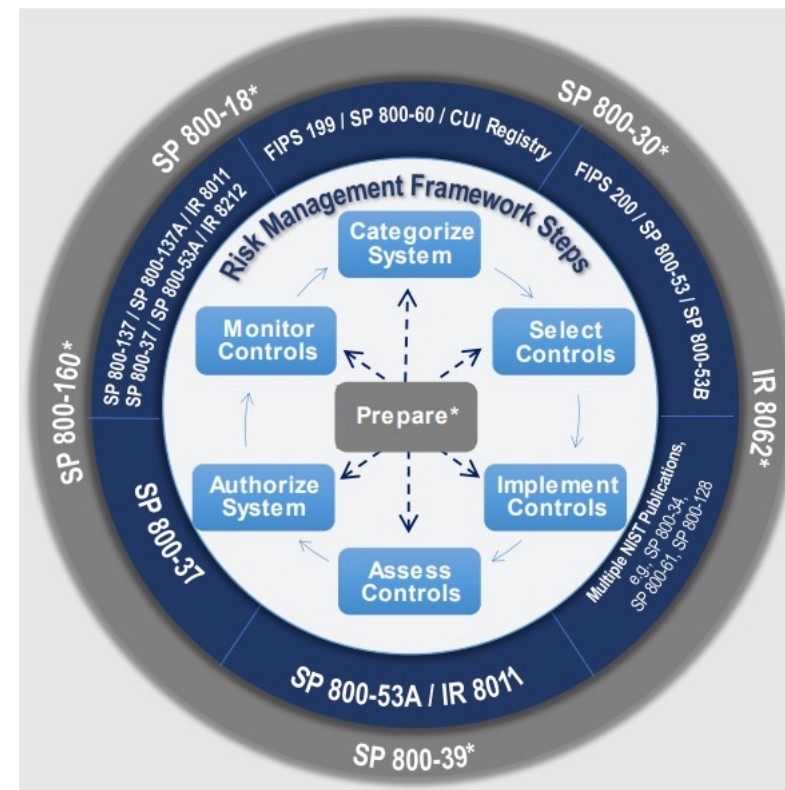 SP 800-18*
SP 800-30*
IR 8062*
SP 800-39*
SP 800-160*
FIPS 199 / SP 800-60 / CUI Registry
FIPS 200 / SP 800-53 / SP 800-53B
Multiple NIST Publications,
e.g., SP 800-34,
SP 800-61, SP 800-128
SP 800-53A / IR 8011
SP 800-37
SP 800-137 / SP 800-137A / IR 8011
SP 800-37 / SP 800-53A / IR 8212
Risk Management Framework Steps
Categorize
System
Select
Controls
Implement
Controls
Assess
Controls
Authorize
System
Monitor
Controls
Prepare*